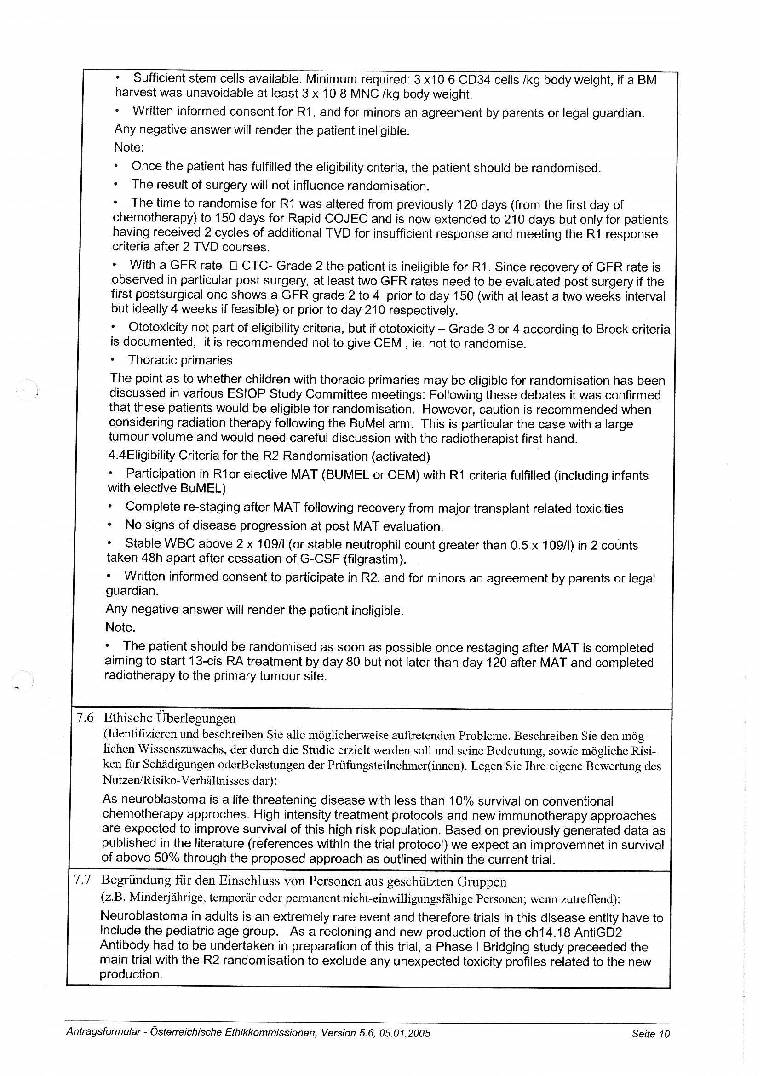 • Sufficient stem cells available. Minimum required: 3 x10 6 CD34 cells /kg body weight, if a BM
harvest was unavoidable at least 3 x 10 8 MNC /kg body weight.
• Written informed consent for R1, and for minors an agreement by parents or legal guardian.
Any negative answer will render the patient ineligible.
Note:
• Once the patient has fulfilled the eligibility criteria, the patient should be randomised.
• The result of surgery will not influence randomisation.
• The time to randomise for R1 was altered from previously 120 days (from the first day of
chemotherapy) to 150 days for Rapid COJEC and is now extended to 210 days but only for patients
having received 2 cycles of additional TVD for insufficient response and meeting the R1 response
criteria after 2 TVD courses.
• With a GFR rate □ CTC- Grade 2 the patient is ineligible for R1. Since recovery of GFR rate is
observed in particular post surgery, at least two GFR rates need to be evaluated post surgery if the
first postsurgical one shows a GFR grade 2 to 4 prior to day 150 (with at least a two weeks interval
but ideally 4 weeks if feasible) or prior to day 210 respectively.
• Ototoxicity not part of eligibility criteria, but if ototoxicity – Grade 3 or 4 according to Brock criteria
is documented, it is recommended not to give CEM , ie. not to randomise.
• Thoracic primaries
The point as to whether children with thoracic primaries may be eligible for randomisation has been
discussed in various ESIOP Study Committee meetings: Following these debates it was confirmed
that these patients would be eligible for randomisation. However, caution is recommended when
considering radiation therapy following the BuMel arm. This is particular the case with a large
tumour volume and would need careful discussion with the radiotherapist first hand.
4.4Eligibility Criteria for the R2 Randomisation (activated)
• Participation in R1or elective MAT (BUMEL or CEM) with R1 criteria fulfilled (including infants
with elective BuMEL)
• Complete re-staging after MAT following recovery from major transplant related toxicities
• No signs of disease progression at post MAT evaluation.
• Stable WBC above 2 x 109/l (or stable neutrophil count greater than 0.5 x 109/l) in 2 counts
taken 48h apart after cessation of G-CSF (filgrastim).
• Written informed consent to participate in R2, and for minors an agreement by parents or legal
guardian.
Any negative answer will render the patient ineligible.
Note.
• The patient should be randomised as soon as possible once restaging after MAT is completed
aiming to start 13-cis RA treatment by day 80 but not later than day 120 after MAT and completed
radiotherapy to the primary tumour site.
7.6 Ethische Überlegungen
(Identifizieren und beschreiben Sie alle möglicherweise auftretenden Probleme. Beschreiben Sie den mög
lichen Wissenszuwachs, der durch die Studie erzielt werden soll und seine Bedeutung, sowie mögliche Risi-
ken für Schädigungen oderBelastungen der Prüfungsteilnehmer(innen). Legen Sie Ihre eigene Bewertung des
Nutzen/Risiko-Verhältnisses dar):
As neuroblastoma is a life threatening disease with less than 10% survival on conventional
chemotherapy approches. High intensity treatment protocols and new immunotherapy approaches
are expected to improve survival of this high risk population. Based on previously generated data as
published in the literature (references within the trial protocol) we expect an improvemnet in survival
of above 50% through the proposed approach as outlined within the current trial.
7.7 Begründung für den Einschluss von Personen aus geschützten Gruppen
(z.B. Minderjährige, temporär oder permanent nicht-einwilligungsfähige Personen; wenn zutreffend):
Neuroblastoma in adults is an extremely rare event and therefore trials in this disease entity have to
include the pediatric age group. As a recloning and new production of the ch14.18 AntiGD2
Antibody had to be undertaken in preparation of this trial, a Phase I Bridging study preceeded the
main trial with the R2 randomisation to exclude any unexpected toxicity profiles related to the new
production.
Antragsformular - Österreichische Ethikkommissionen, Version 5.6, 05.01.2005 Seite 10